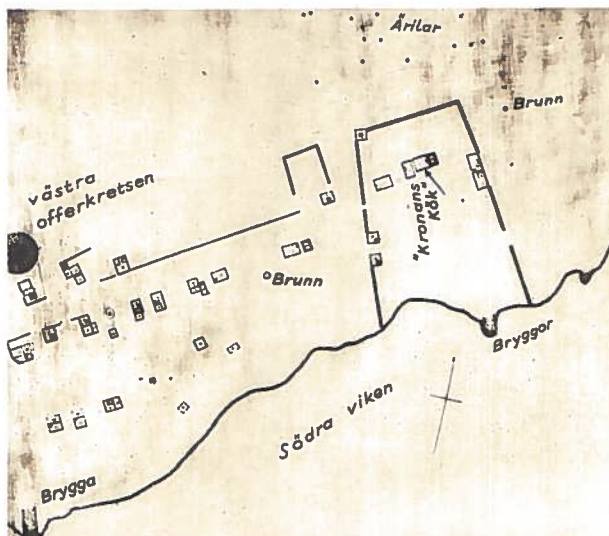 Ärilar
Brunn
västra
offerkretsen
"Kronans
Kök"
Brunn
Bryggor
Södra viken
Brygga